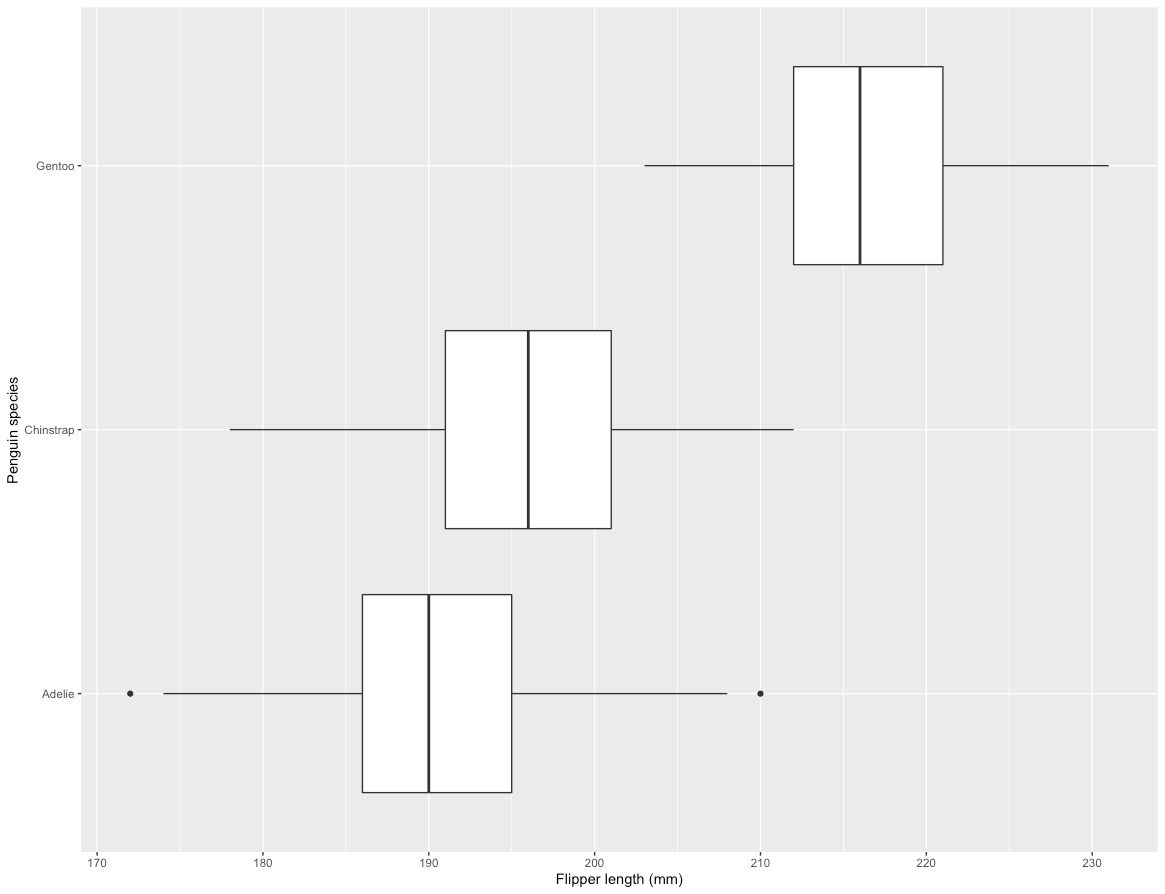 Gentoo
Chinstrap
Adelie
Penguin species
170 180 190 200 210 220 230
Flipper length (mm)